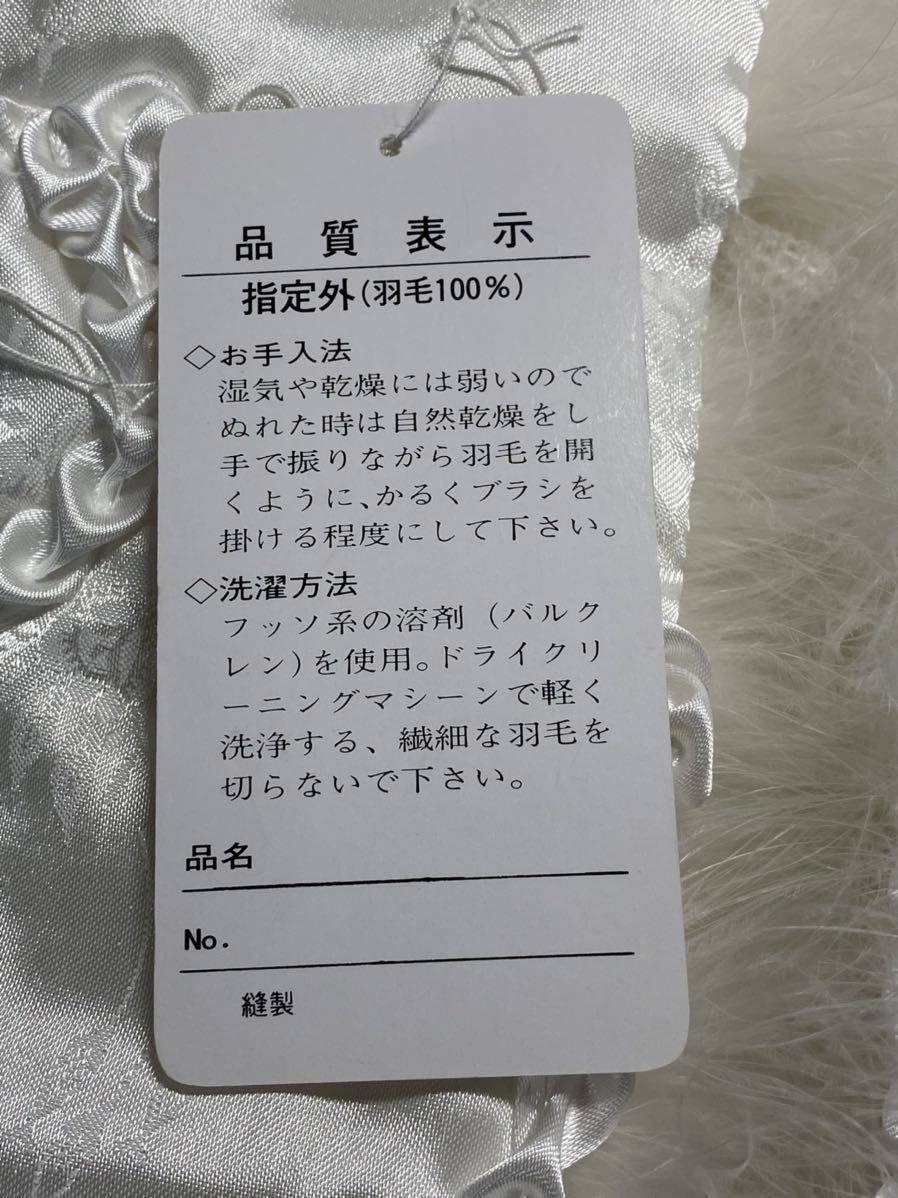 品質表示
指定外(羽毛100%)
◇お手入法
湿気や乾燥には弱いので
ぬれた時は自然乾燥をし
手で振りながら羽毛を開
くように、かるくブラシを
掛ける程度にして下さい。
◇洗濯方法
フッソ系の溶剤(バルク
レン)を使用。ドライクリ
ーニングマシーンで軽く
洗浄する、繊細な羽毛を
切らないで下さい。
品名
No.
縫製